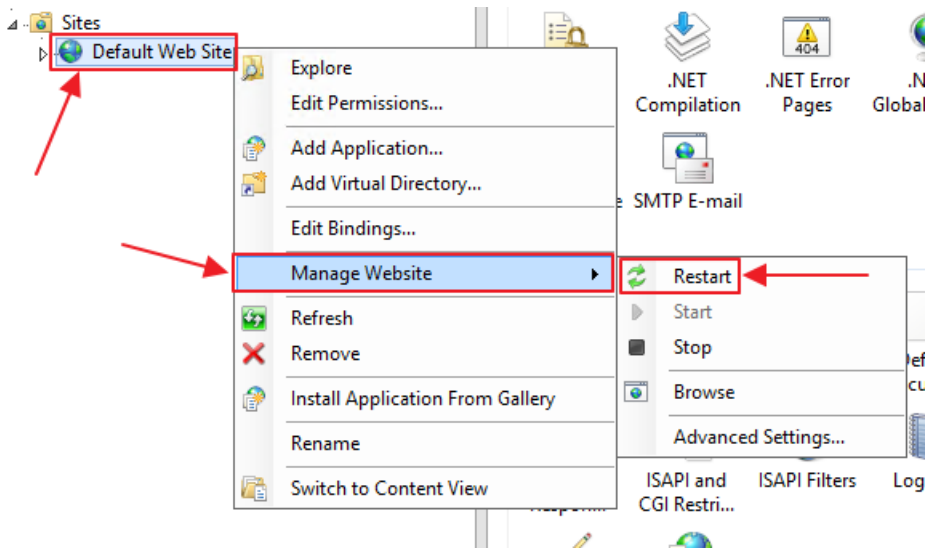 Sites
Default Web Site
Explore
Edit Permissions...
Add Application...
Add Virtual Directory...
Edit Bindings...
Manage Website
Refresh
Remove
Install Application From Gallery
Rename
Switch to Content View
Restart
Start
Stop
Browse
Advanced Settings...
404
.NET
Compilation
.NET Error
Pages
.N
Global
SMTP E-mail
ISAPI and
CGI Restri...
ISAPI Filters
Log